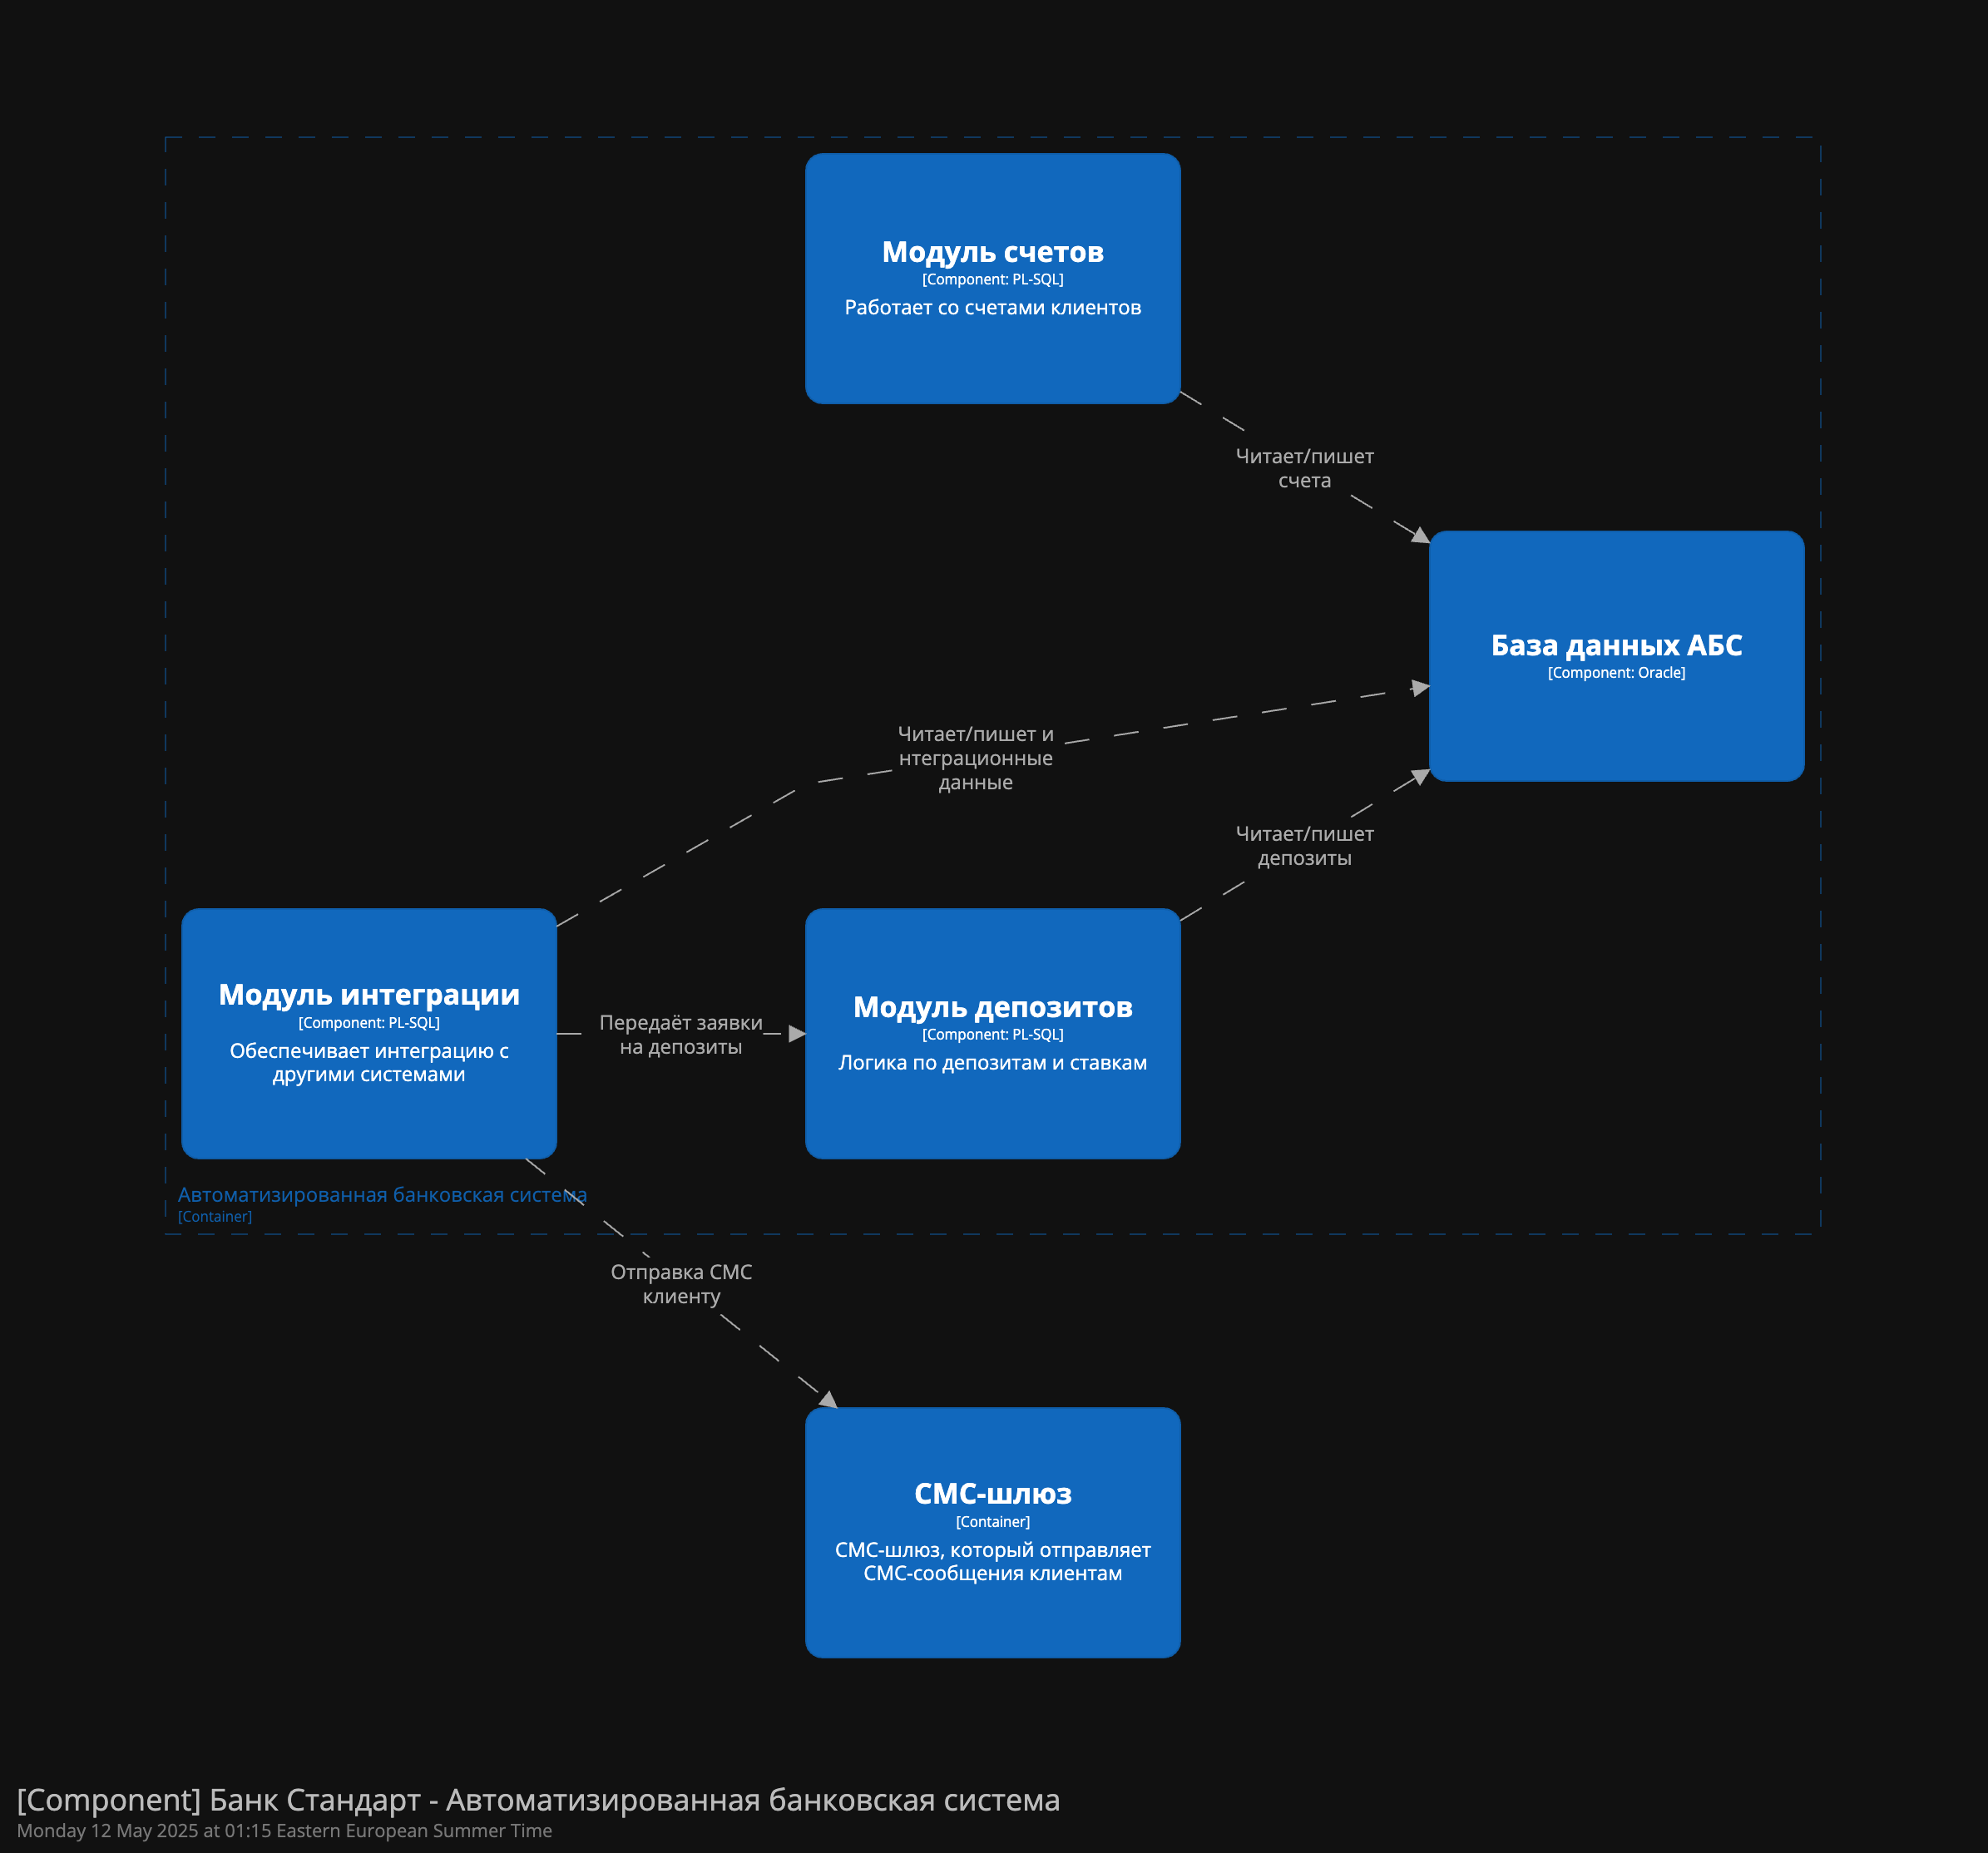 Модуль счетов
[Component: PL-SQL]
Работает со счетами клиентов
Читает/пишет
счета
База данных АБС
[Component: Oracle]
Читает/пишет и
нтеграционные
данные
Читает/пишет
депозиты
Модуль интеграции
[Component: PL-SQL]
Обеспечивает интеграцию с
другими системами
Передаёт заявки
на депозиты
Модуль депозитов
[Component: PL-SQL]
Логика по депозитам и ставкам
Автоматизированная банковская система
[Container]
Отправка СМС
клиенту
СМС-шлюз
[Container]
СМС-шлюз, который отправляет
СМС-сообщения клиентам
[Component] Банк Стандарт - Автоматизированная банковская система
Monday 12 May 2025 at 01:15 Eastern European Summer Time